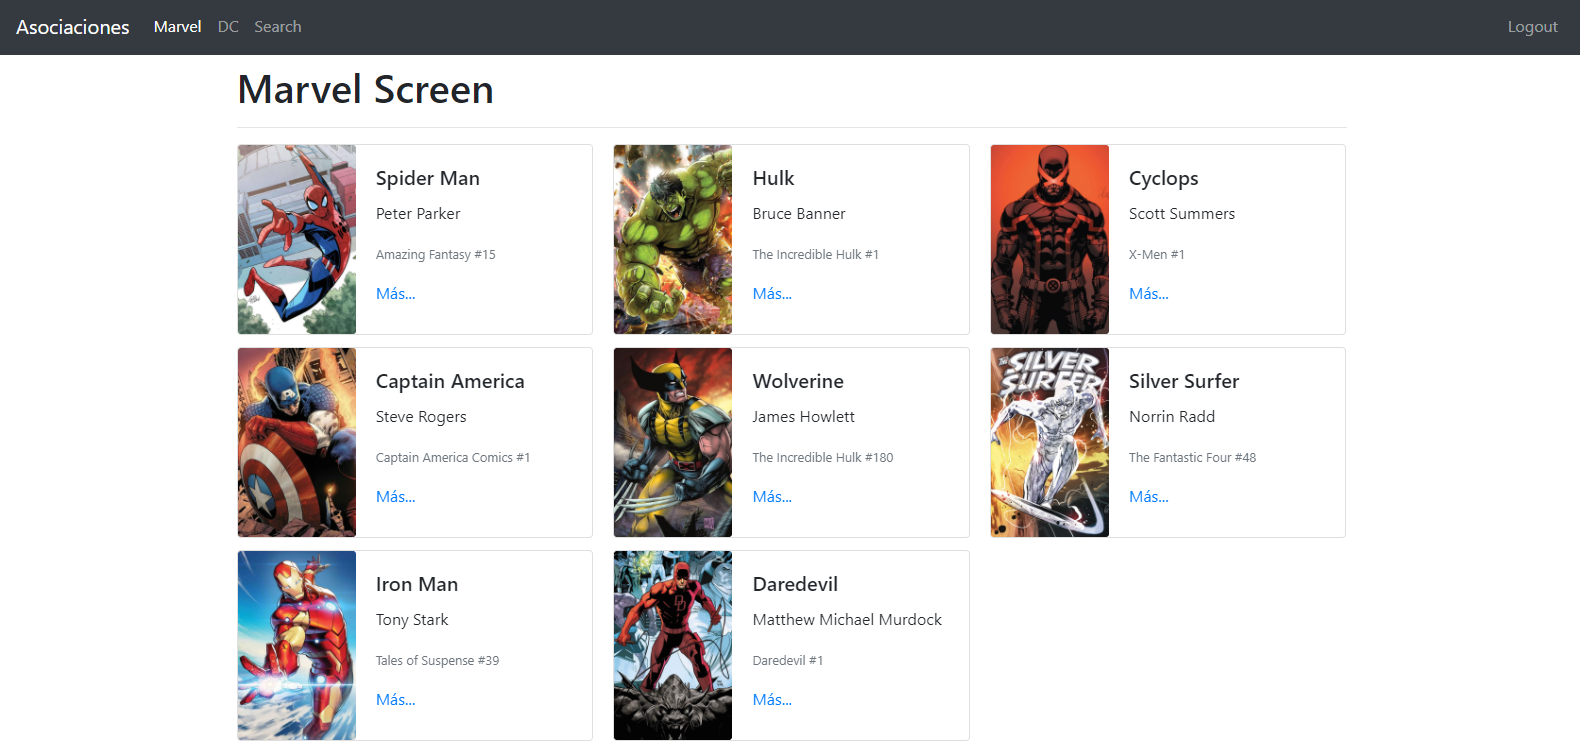 Asociaciones Marvel DC Search Logout
Marvel Screen
Spider Man
Peter Parker
Amazing Fantasy #15
Más...
Hulk
Bruce Banner
The Incredible Hulk #1
Más...
Cyclops
Scott Summers
X-Men #1
Más...
Captain America
Steve Rogers
Captain America Comics #1
Más...
Wolverine
James Howlett
The Incredible Hulk #180
Más...
THE SILVER
SURFER
Silver Surfer
Norrin Radd
The Fantastic Four #48
Más...
Iron Man
Tony Stark
Tales of Suspense #39
Más...
Daredevil
Matthew Michael Murdock
Daredevil #1
Más...